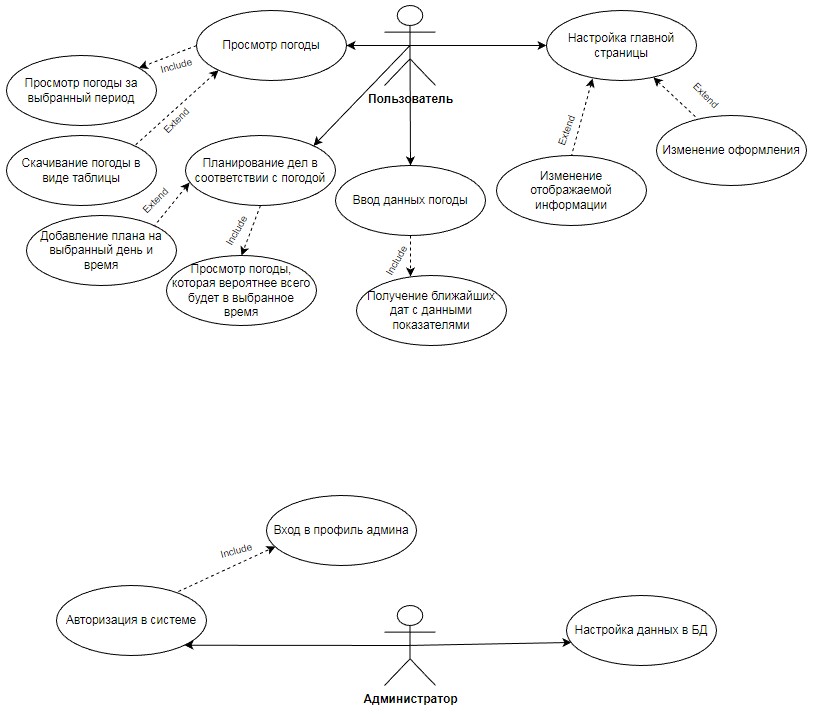 Просмотр погоды
Настройка главной
страницы
Include
Просмотр погоды за
выбранный период
Пользователь
Extend
Extend
Extend
Изменение оформления
Скачивание погоды в
виде таблицы
Планирование дел в
соответствии с погодой
Изменение
отображаемой
информации
Ввод данных погоды
Extend
Include
Добавление плана на
выбранный день и
время
Include
Просмотр погоды,
которая вероятнее всего
будет в выбранное
время
Получение ближайших
дат с данными
показателями
Вход в профиль админа
Include
Авторизация в системе
Настройка данных в БД
Администратор